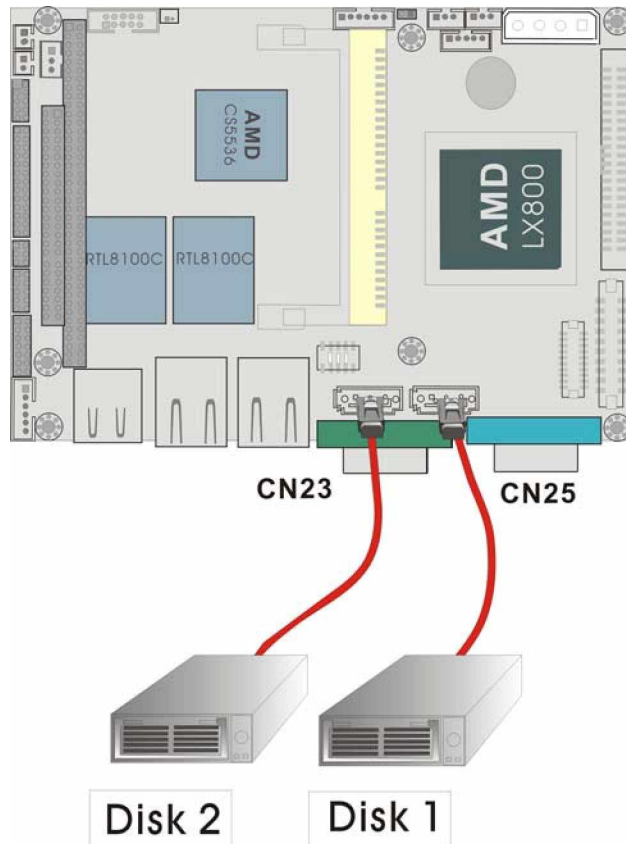 AMD
CS5536
AMD
LX800
RTL8100C
RTL8100C
CN23
CN25
Disk 2
Disk 1